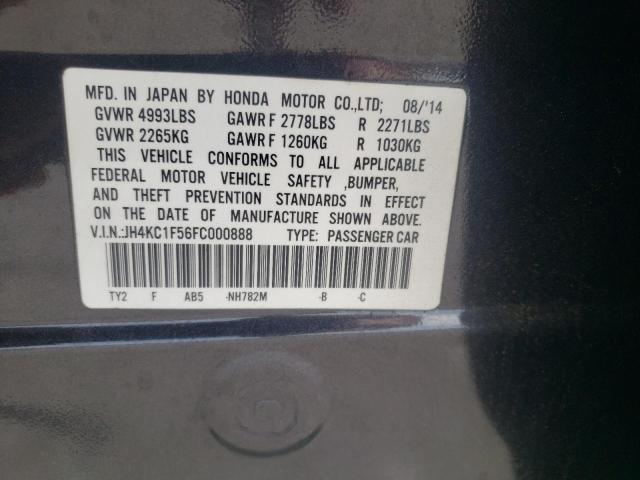 MFD. IN JAPAN BY HONDA MOTOR CO.,LTD; 08/'14
GVWR 4993LBS GAWR F 2778LBS R 2271LBS
GVWR 2265KG GAWR F 1260KG R 1030KG
THIS VEHICLE CONFORMS TO ALL APPLICABLE
FEDERAL MOTOR VEHICLE SAFETY ,BUMPER,
AND THEFT PREVENTION STANDARDS IN EFFECT
ON THE DATE OF MANUFACTURE SHOWN ABOVE.
V.I.N.:JH4KC1F56FC000888 TYPE: PASSENGER CAR
TY2 F AB5 -NH782M -B -C